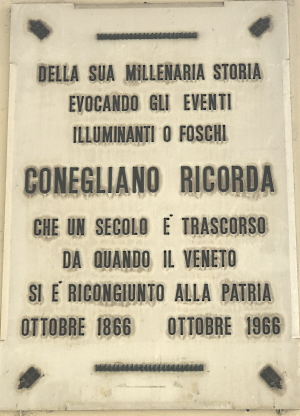 DELLA SUA MILLENARIA STORIA
EVOCANDO GLI EVENTI
ILLUMINANTI O FOSCHI
CONEGLIANO RICORDA
CHE UN SECOLO E' TRASCORSO
DA QUANDO IL VENETO
SI E' RICONGIUNTO ALLA PATRIA
OTTOBRE 1866 OTTOBRE 1966